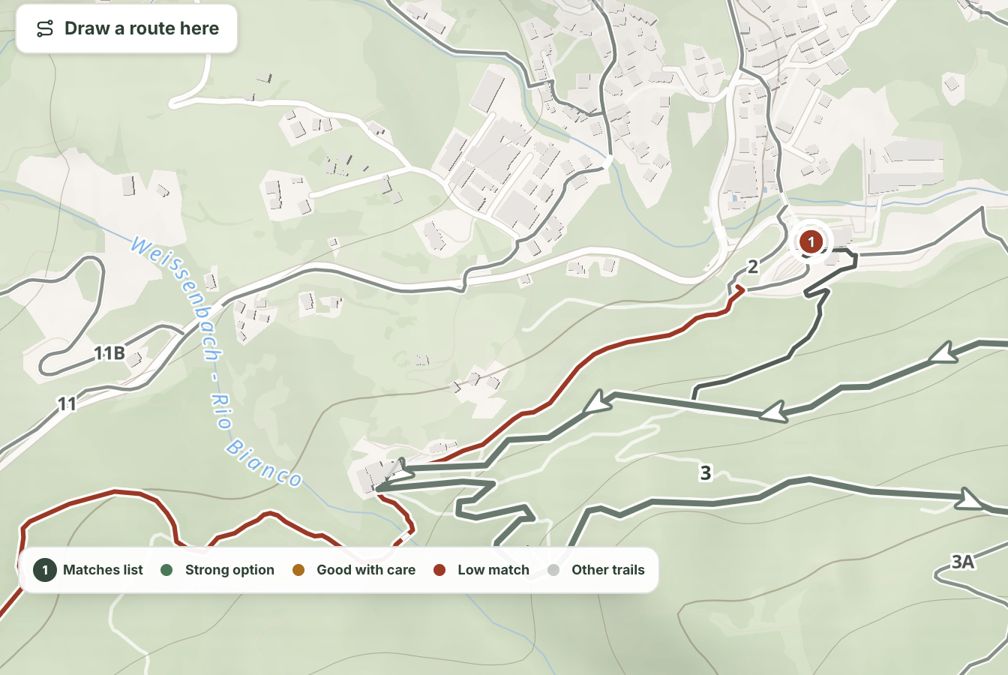 Draw a route here
1
2
Weissenbach - Rio Bianco
11B
11
3
3A
1 Matches list Strong option Good with care Low match Other trails